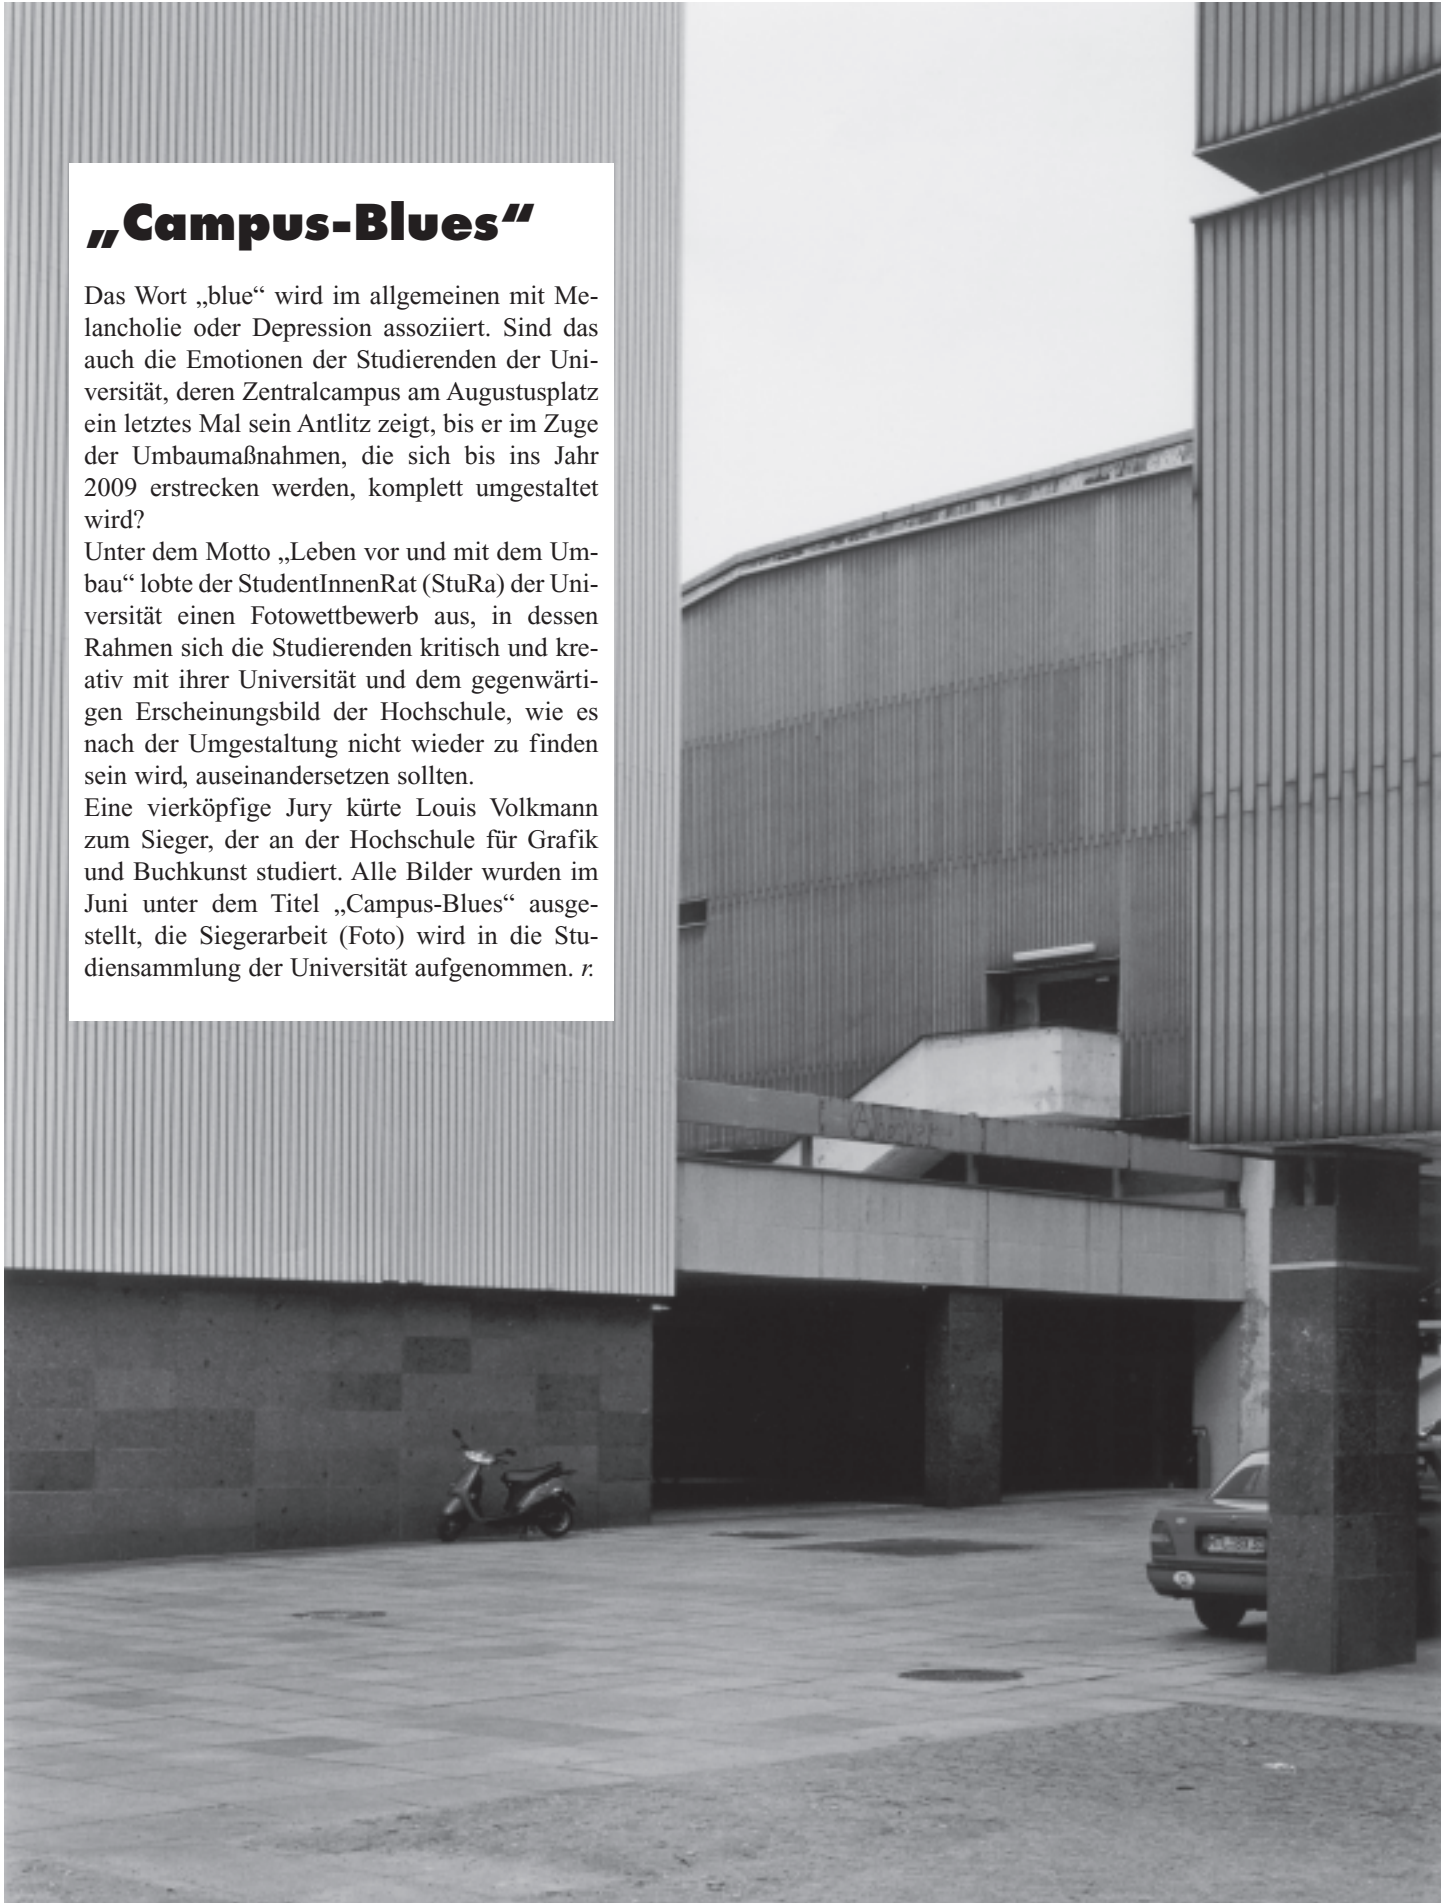 „Campus-Blues“
Das Wort „blue“ wird im allgemeinen mit Me-
lancholie oder Depression assoziiert. Sind das
auch die Emotionen der Studierenden der Uni-
versität, deren Zentralcampus am Augustusplatz
ein letztes Mal sein Antlitz zeigt, bis er im Zuge
der Umbaumaßnahmen, die sich bis ins Jahr
2009 erstrecken werden, komplett umgestaltet
wird?
Unter dem Motto „Leben vor und mit dem Um-
bau“ lobte der StudentInnenRat (StuRa) der Uni-
versität einen Fotowettbewerb aus, in dessen
Rahmen sich die Studierenden kritisch und kre-
ativ mit ihrer Universität und dem gegenwärti-
gen Erscheinungsbild der Hochschule, wie es
nach der Umgestaltung nicht wieder zu finden
sein wird, auseinandersetzen sollten.
Eine vierköpfige Jury kürte Louis Volkmann
zum Sieger, der an der Hochschule für Grafik
und Buchkunst studiert. Alle Bilder wurden im
Juni unter dem Titel „Campus-Blues“ ausge-
stellt, die Siegerarbeit (Foto) wird in die Stu-
diensammlung der Universität aufgenommen. r.